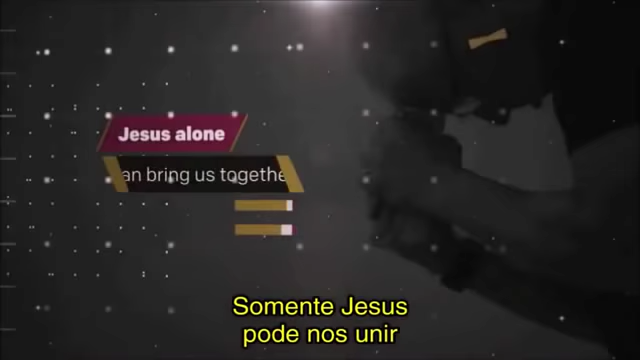 Jesus alone
an bring us togethe
Somente Jesus
pode nos unir